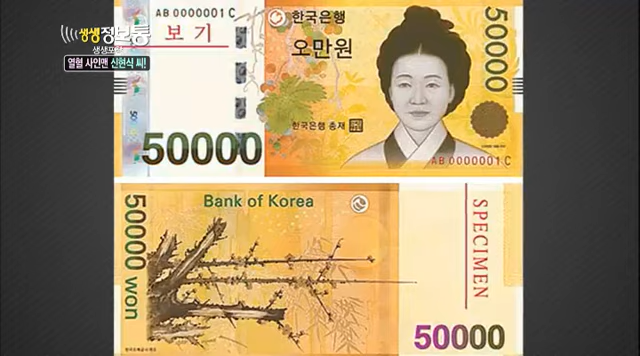 생생정보통
생생포착
열혈 사인맨 신현식 씨!
AB 0000001 C
보기
한국은행
오만원
50000
한국은행 총재
50000
AB 0000001 C
Bank of Korea
50000 won
SPECIMEN
50000